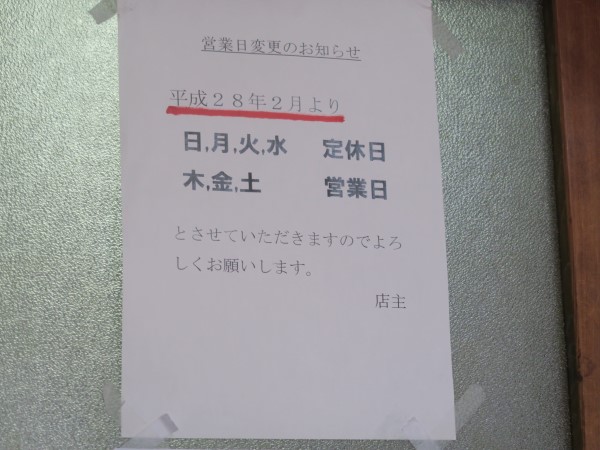 営業日変更のお知らせ
平成２８年２月より
日,月,火,水　定休日
木,金,土　営業日
とさせていただきますのでよろ
しくお願いします。
店主